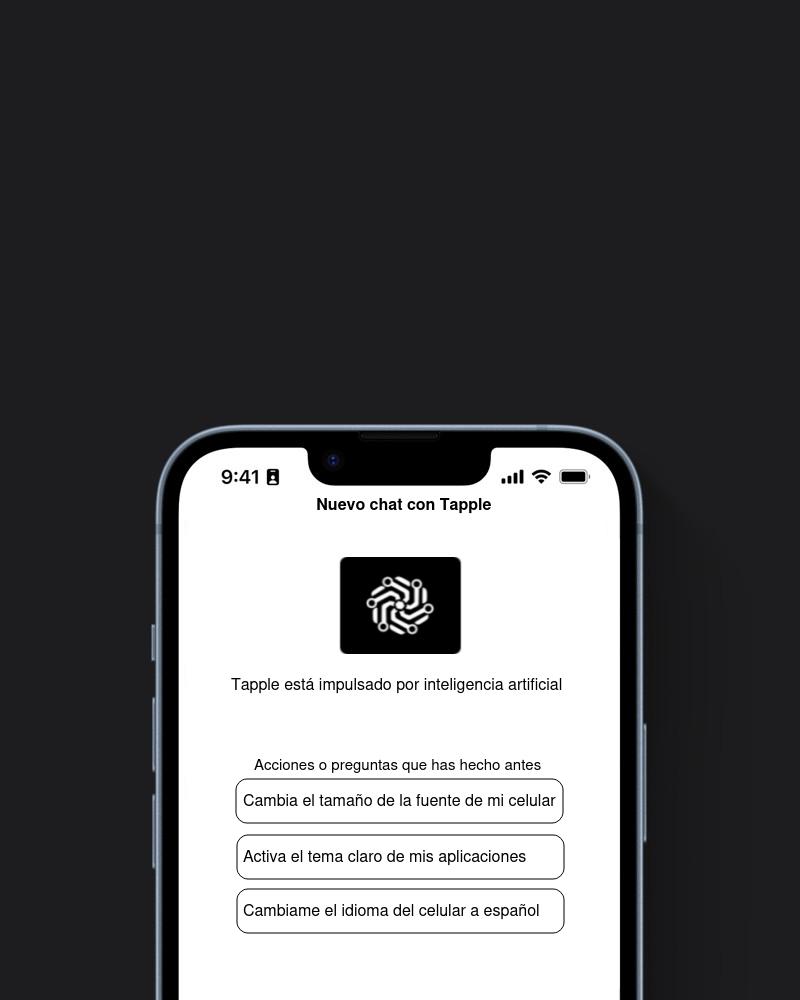 9:41
Nuevo chat con Tapple
Tapple está impulsado por inteligencia artificial
Acciones o preguntas que has hecho antes
Cambia el tamaño de la fuente de mi celular
Activa el tema claro de mis aplicaciones
Cambiame el idioma del celular a español